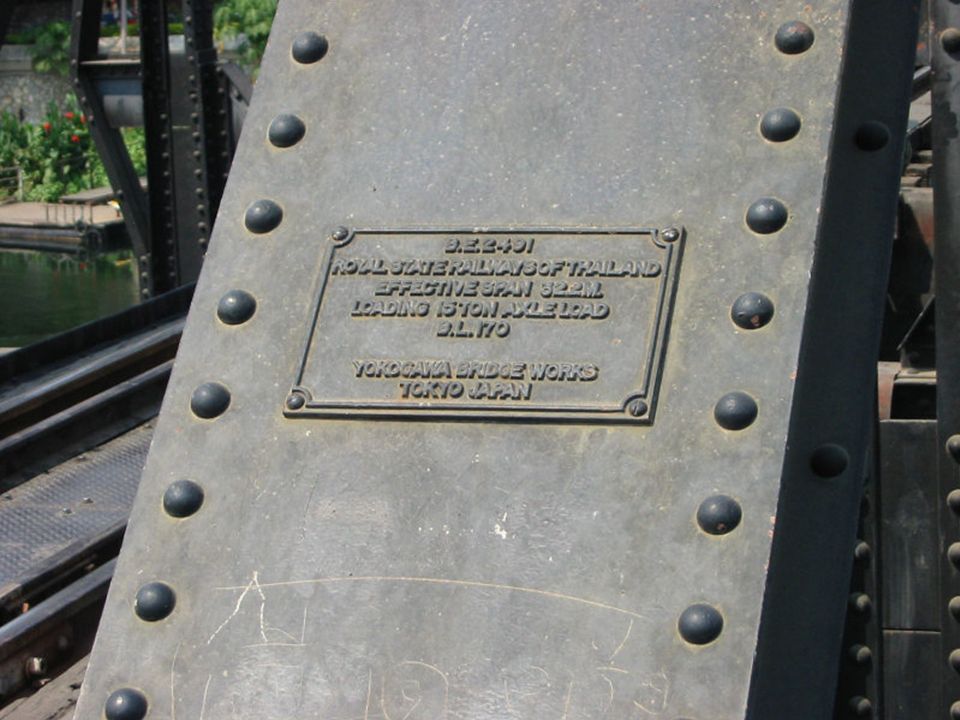 B.E.2491
ROYAL STATE RAILWAYS OF THAILAND
EFFECTIVE SPAN 32.2M.
LOADING 15 TON AXLE LOAD
B.L.170
YOKOGAWA BRIDGE WORKS
TOKYO JAPAN